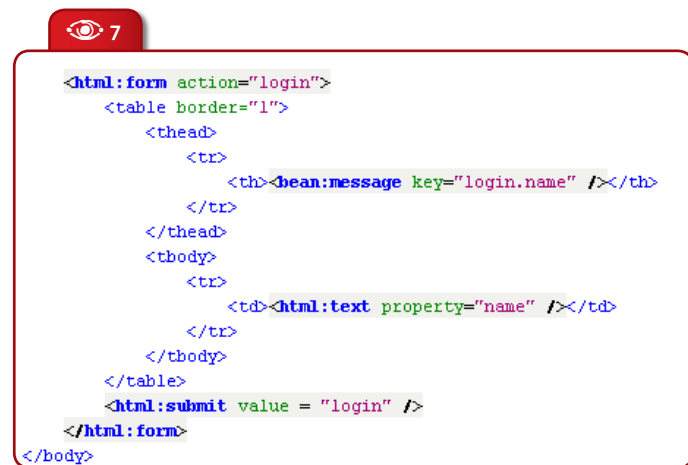 7
<html:form action="login">
<table border="1">
<thead>
<tr>
<th><bean:message key="login.name" /></th>
</tr>
</thead>
<tbody>
<tr>
<td><html:text property="name" /></td>
</tr>
</tbody>
</table>
<html:submit value = "login" />
</html:form>
</body>